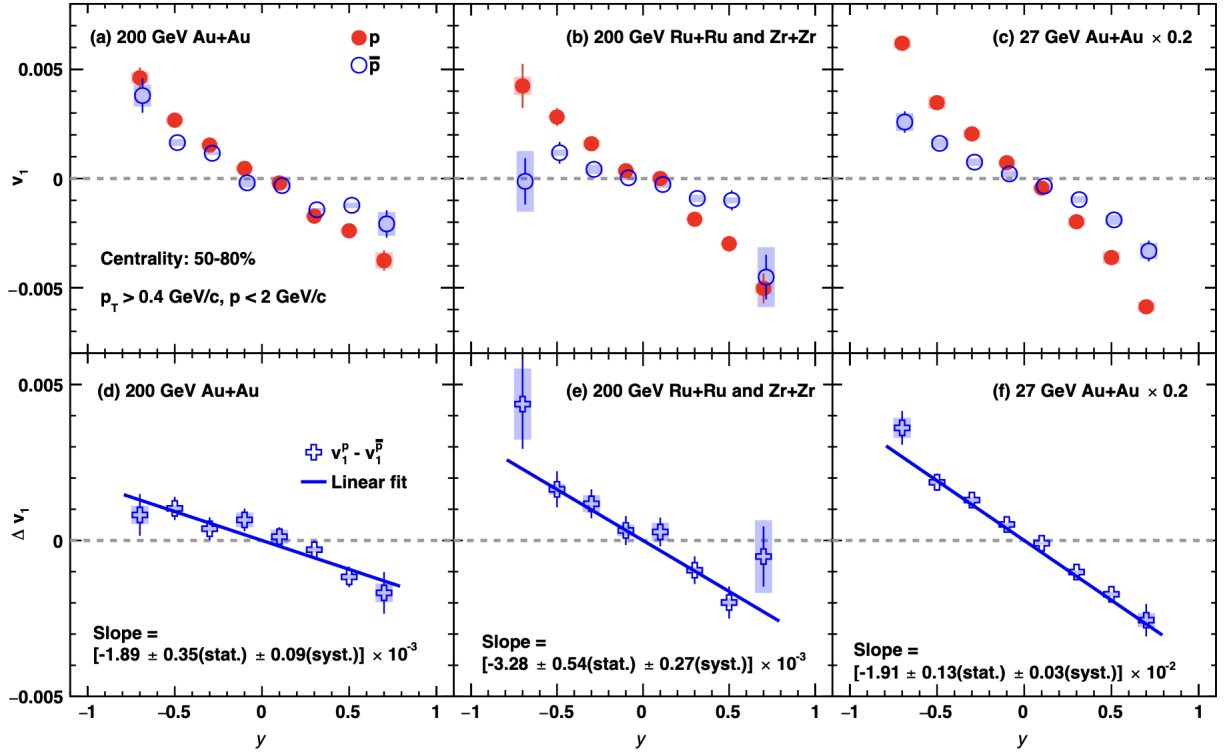 (a) 200 GeV Au+Au
p
p̅
(b) 200 GeV Ru+Ru and Zr+Zr
(c) 27 GeV Au+Au × 0.2
0.005
0
−0.005
v₁
Centrality: 50-80%
p_T > 0.4 GeV/c, p < 2 GeV/c
(d) 200 GeV Au+Au
(e) 200 GeV Ru+Ru and Zr+Zr
(f) 27 GeV Au+Au × 0.2
0.005
0
−0.005
Δ v₁
v₁^p - v₁^p̅
Linear fit
Slope =
[-1.89 ± 0.35(stat.) ± 0.09(syst.)] × 10⁻³
Slope =
[-3.28 ± 0.54(stat.) ± 0.27(syst.)] × 10⁻³
Slope =
[-1.91 ± 0.13(stat.) ± 0.03(syst.)] × 10⁻²
−1 −0.5 0 0.5 1
−1 −0.5 0 0.5 1
−1 −0.5 0 0.5 1
y
y
y